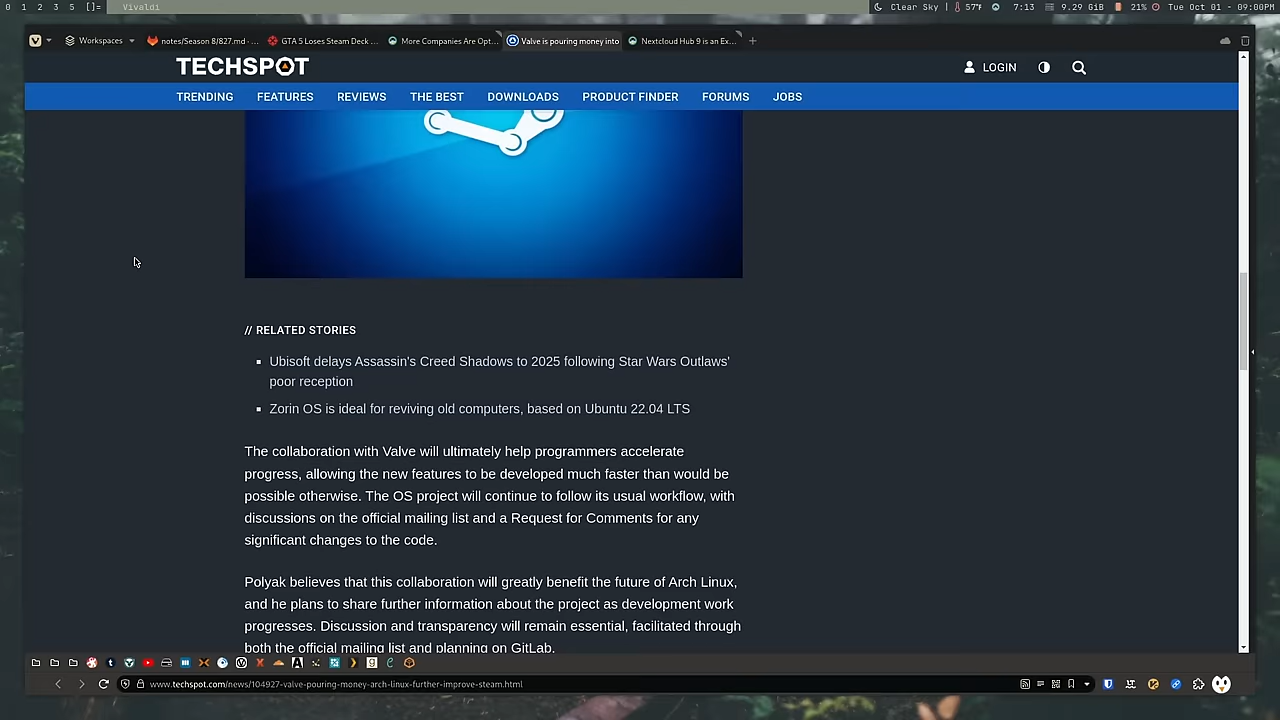 0 1 2 3 5 []= Vivaldi Clear Sky | 57°F 7:13 9.29 GiB 21% Tue Oct 01 - 09:00PM
Workspaces notes/Season 8/827.md - ... GTA 5 Loses Steam Deck ... More Companies Are Opt... Valve is pouring money into Nextcloud Hub 9 is an Ex...
TECHSPOT LOGIN
TRENDING FEATURES REVIEWS THE BEST DOWNLOADS PRODUCT FINDER FORUMS JOBS
// RELATED STORIES
Ubisoft delays Assassin's Creed Shadows to 2025 following Star Wars Outlaws'
poor reception
Zorin OS is ideal for reviving old computers, based on Ubuntu 22.04 LTS
The collaboration with Valve will ultimately help programmers accelerate
progress, allowing the new features to be developed much faster than would be
possible otherwise. The OS project will continue to follow its usual workflow, with
discussions on the official mailing list and a Request for Comments for any
significant changes to the code.
Polyak believes that this collaboration will greatly benefit the future of Arch Linux,
and he plans to share further information about the project as development work
progresses. Discussion and transparency will remain essential, facilitated through
both the official mailing list and planning on GitLab.
www.techspot.com/news/104927-valve-pouring-money-arch-linux-further-improve-steam.html